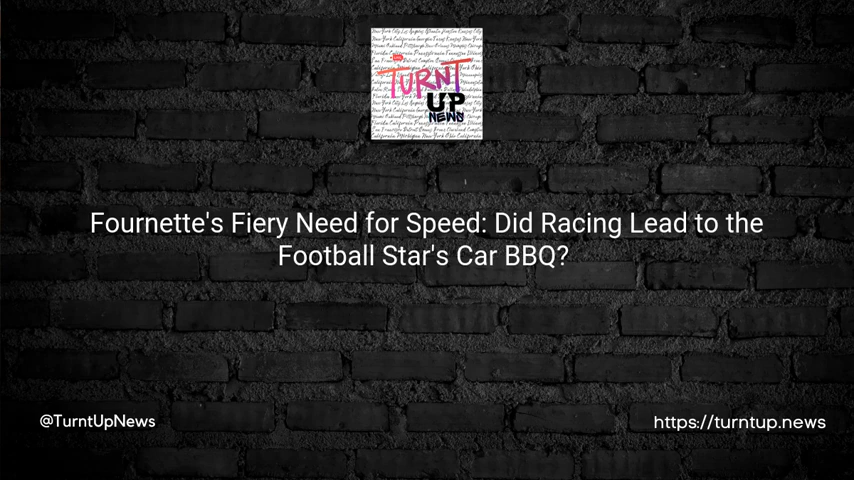 TURNT
UP
NEWS
Fournette's Fiery Need for Speed: Did Racing Lead to the
Football Star's Car BBQ?
@TurntUpNews
https://turntup.news